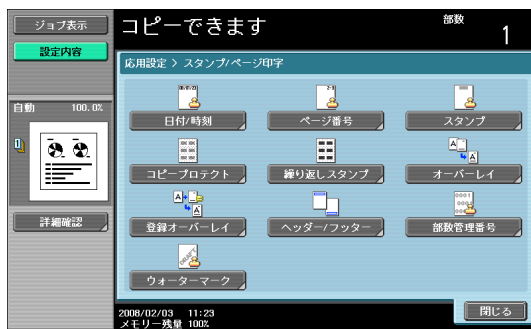 ジョブ表示
コピーできます
部数
1
設定内容
応用設定 > スタンプ/ページ印字
自動 100.0%
日付/時刻
ページ番号
スタンプ
コピープロテクト
繰り返しスタンプ
オーバーレイ
登録オーバーレイ
ヘッダー/フッター
部数管理番号
詳細確認
ウォーターマーク
2008/02/03 11:23
メモリー残量 100%
閉じる